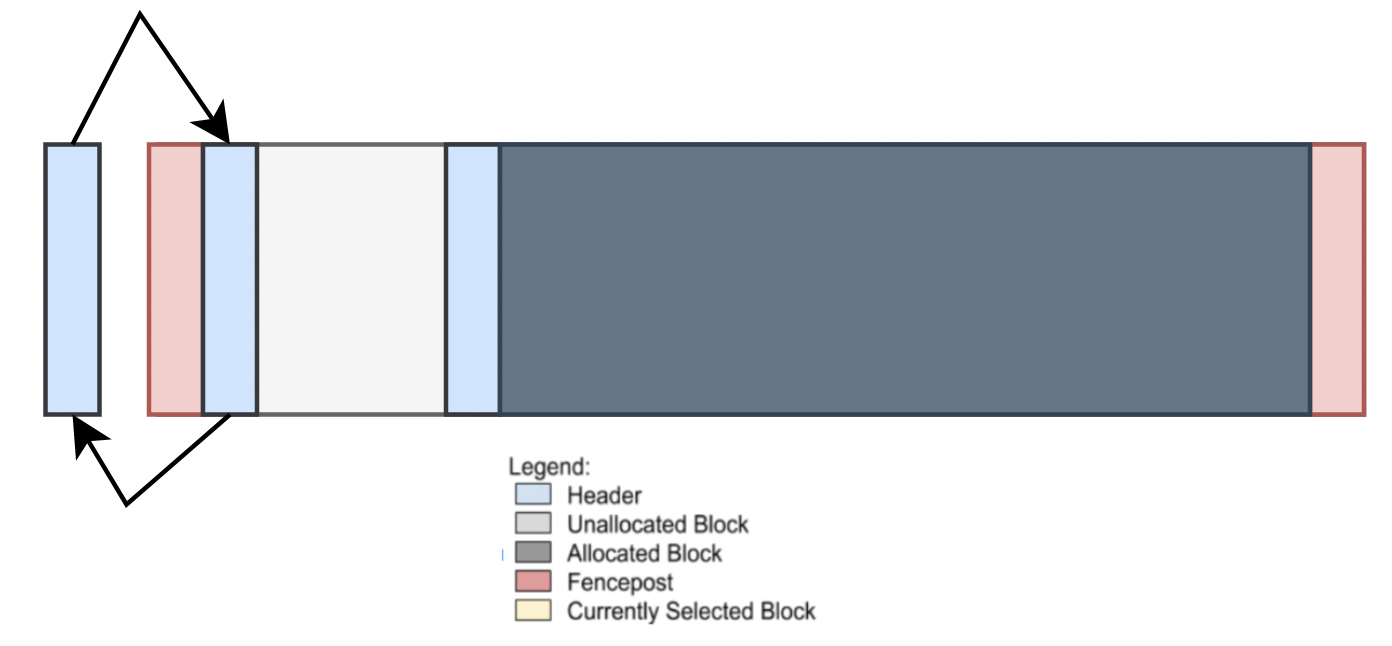 Legend:
Header
Unallocated Block
Allocated Block
Fencepost
Currently Selected Block